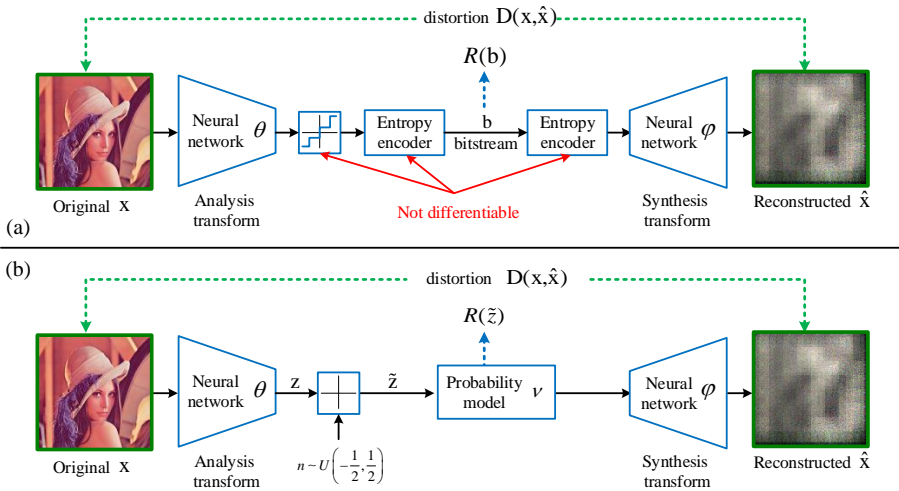 distortion D(x,x̂)
R(b)
Neural network θ
Entropy encoder
b
bitstream
Entropy encoder
Neural network φ
Original x
Analysis transform
Not differentiable
Synthesis transform
Reconstructed x̂
(a)
(b)
distortion D(x,x̂)
R(z̃)
Neural network θ
z
z̃
Probability model ν
Neural network φ
n ~ U(-1/2, 1/2)
Original x
Analysis transform
Synthesis transform
Reconstructed x̂